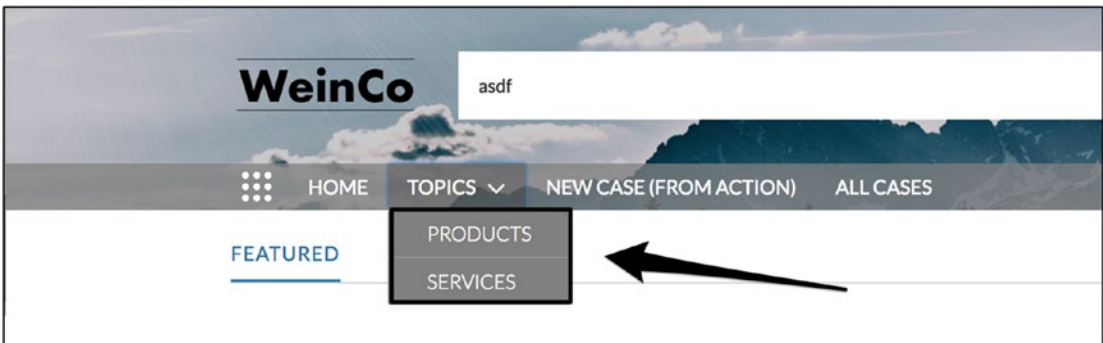 WeinCo
asdf
HOME TOPICS NEW CASE (FROM ACTION) ALL CASES
PRODUCTS
FEATURED
SERVICES